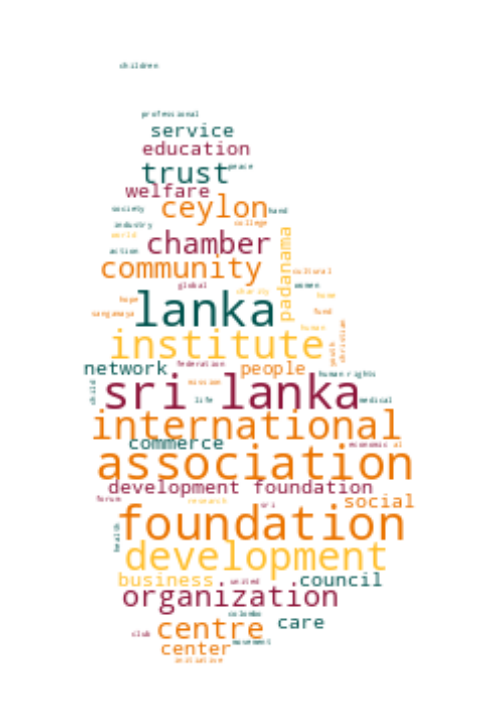 children
professional
service
education
trust peace
welfare
society ceylon hand
industry college
world
chamber padanama
action
community cultural
global women
charity home
hope
lanka fund
sangamaya
human
institute youth christian
network federation people human rights
mission
child sri lanka medical
life
international
commerce economic al
association
development foundation
forum research sri social
foundation
health
development
business united council
organization
colombo
centre care
club
center movement
initiative